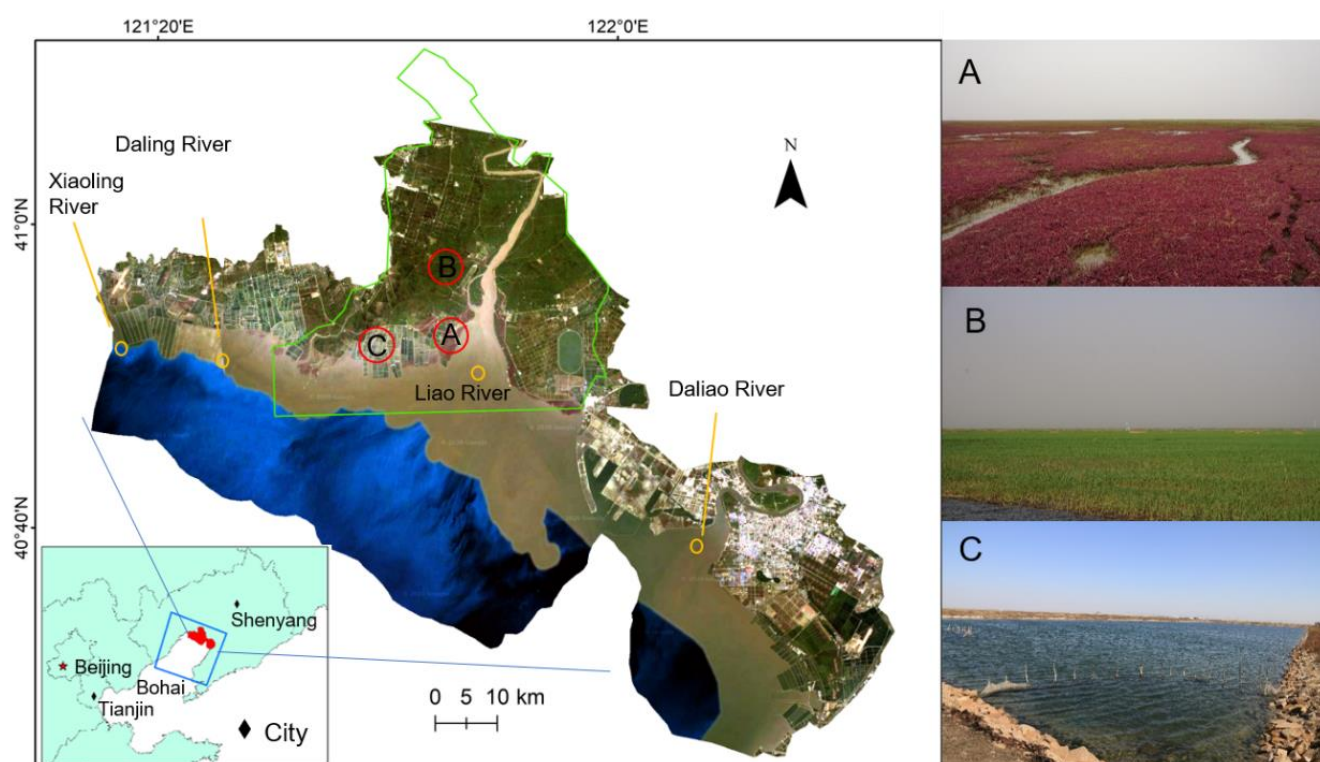 121°20'E
122°0'E
Daling River
Xiaoling
River
N
41°0'N
B
A
C
Liao River
Daliao River
40°40'N
Shenyang
Beijing
Bohai
Tianjin
City
0 5 10 km
A
B
C